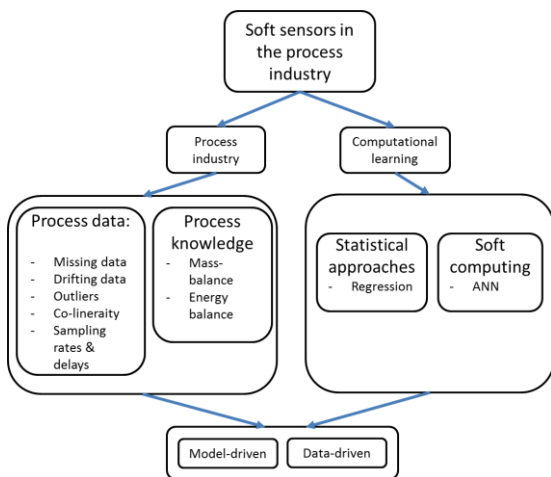 Soft sensors in
the process
industry
Process
industry
Computational
learning
Process data:
- Missing data
- Drifting data
- Outliers
- Co-lineraity
- Sampling
rates &
delays
Process
knowledge
- Mass-
balance
- Energy
balance
Statistical
approaches
- Regression
Soft
computing
- ANN
Model-driven
Data-driven